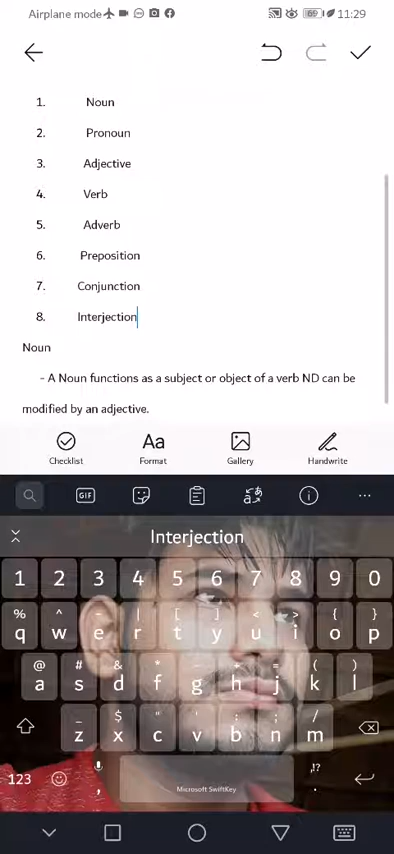 Airplane mode 69 11:29
1. Noun
2. Pronoun
3. Adjective
4. Verb
5. Adverb
6. Preposition
7. Conjunction
8. Interjection
Noun
- A Noun functions as a subject or object of a verb ND can be
modified by an adjective.
Checklist Format Gallery Handwrite
Aa
GIF
Interjection
1 2 3 4 5 6 7 8 9 0
% ^ ~ | [ ] < > { }
q w e r t y u i o p
@ # & * - + = ( )
a s d f g h j k l
_ $ " ' : ; /
z x c v b n m
123 , Microsoft SwiftKey ,!? .